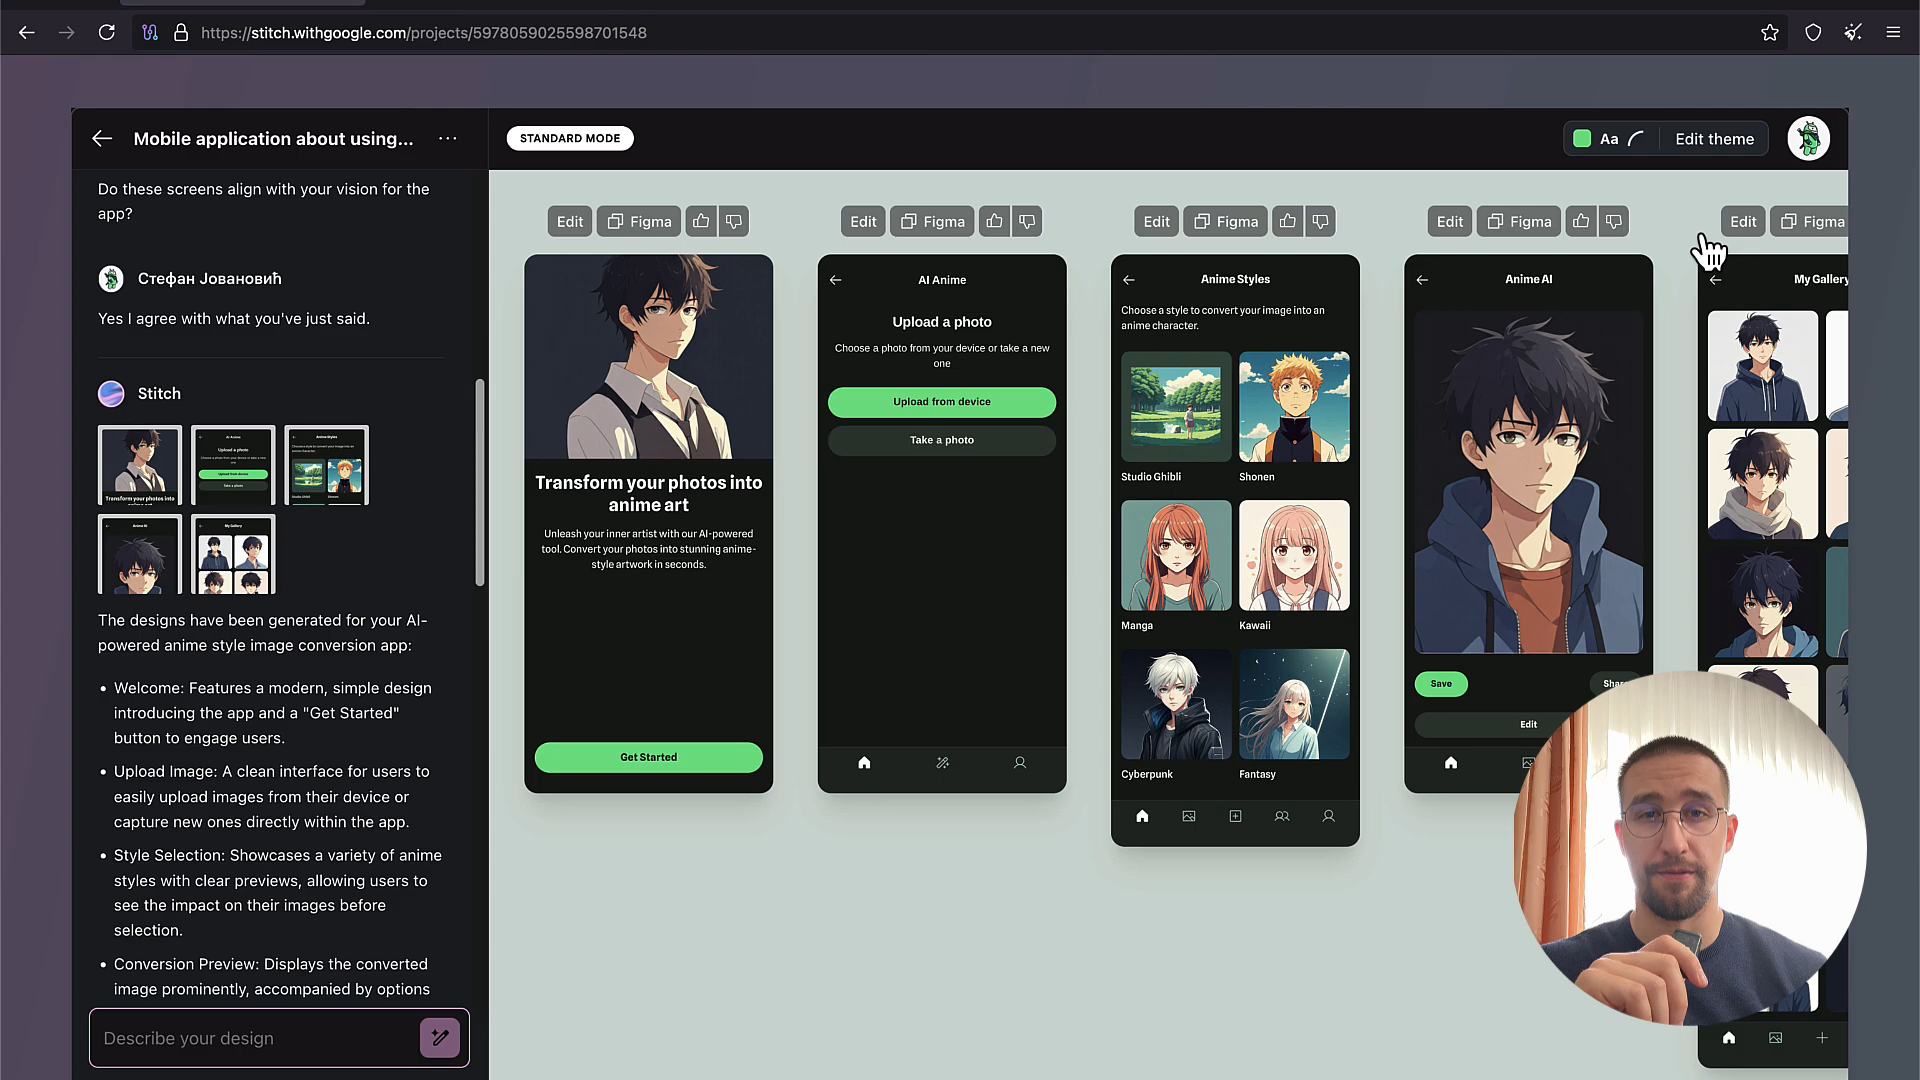 https://stitch.withgoogle.com/projects/5978059025598701548
Mobile application about using...
STANDARD MODE
Aa
Edit theme
Do these screens align with your vision for the
app?
Стефан Јовановић
Yes I agree with what you've just said.
Stitch
The designs have been generated for your AI-
powered anime style image conversion app:
• Welcome: Features a modern, simple design
introducing the app and a "Get Started"
button to engage users.
• Upload Image: A clean interface for users to
easily upload images from their device or
capture new ones directly within the app.
• Style Selection: Showcases a variety of anime
styles with clear previews, allowing users to
see the impact on their images before
selection.
• Conversion Preview: Displays the converted
image prominently, accompanied by options
Describe your design
Edit Figma
Transform your photos into
anime art
Unleash your inner artist with our AI-powered
tool. Convert your photos into stunning anime-
style artwork in seconds.
Get Started
Edit Figma
AI Anime
Upload a photo
Choose a photo from your device or take a new
one
Upload from device
Take a photo
Edit Figma
Anime Styles
Choose a style to convert your image into an
anime character.
Studio Ghibli
Shonen
Manga
Kawaii
Cyberpunk
Fantasy
Edit Figma
Anime AI
Save
Edit
Edit Figma
My Gallery